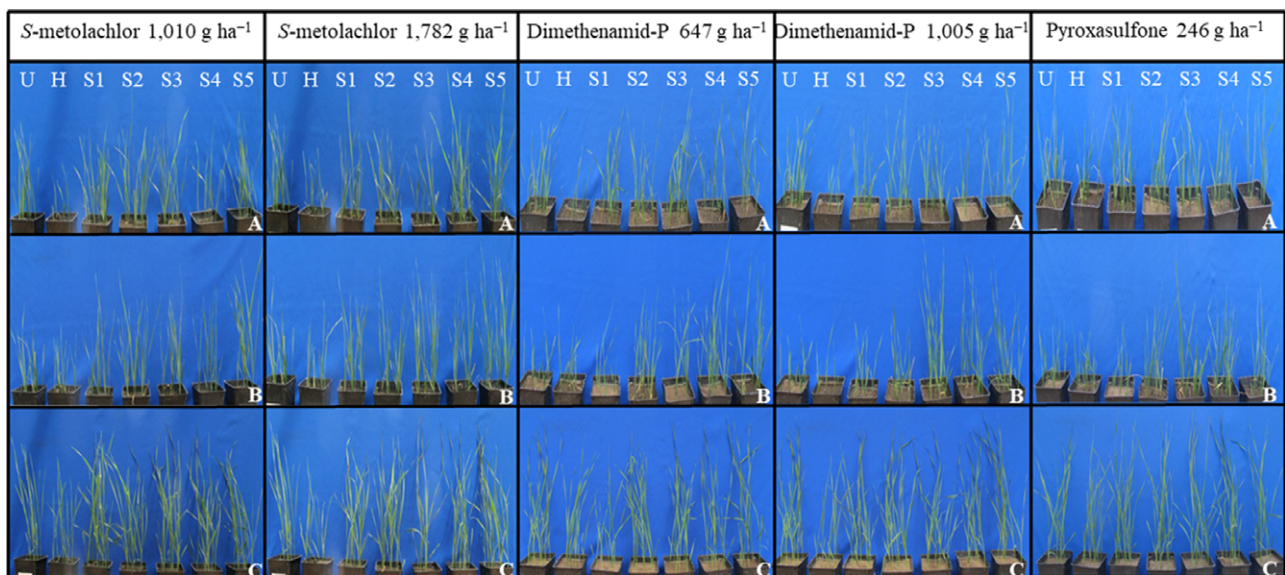 S-metolachlor 1,010 g ha⁻¹
S-metolachlor 1,782 g ha⁻¹
Dimethenamid-P 647 g ha⁻¹
Dimethenamid-P 1,005 g ha⁻¹
Pyroxasulfone 246 g ha⁻¹
U H S1 S2 S3 S4 S5
U H S1 S2 S3 S4 S5
U H S1 S2 S3 S4 S5
U H S1 S2 S3 S4 S5
U H S1 S2 S3 S4 S5
A
A
A
A
A
B
B
B
B
B
C
C
C
C
C